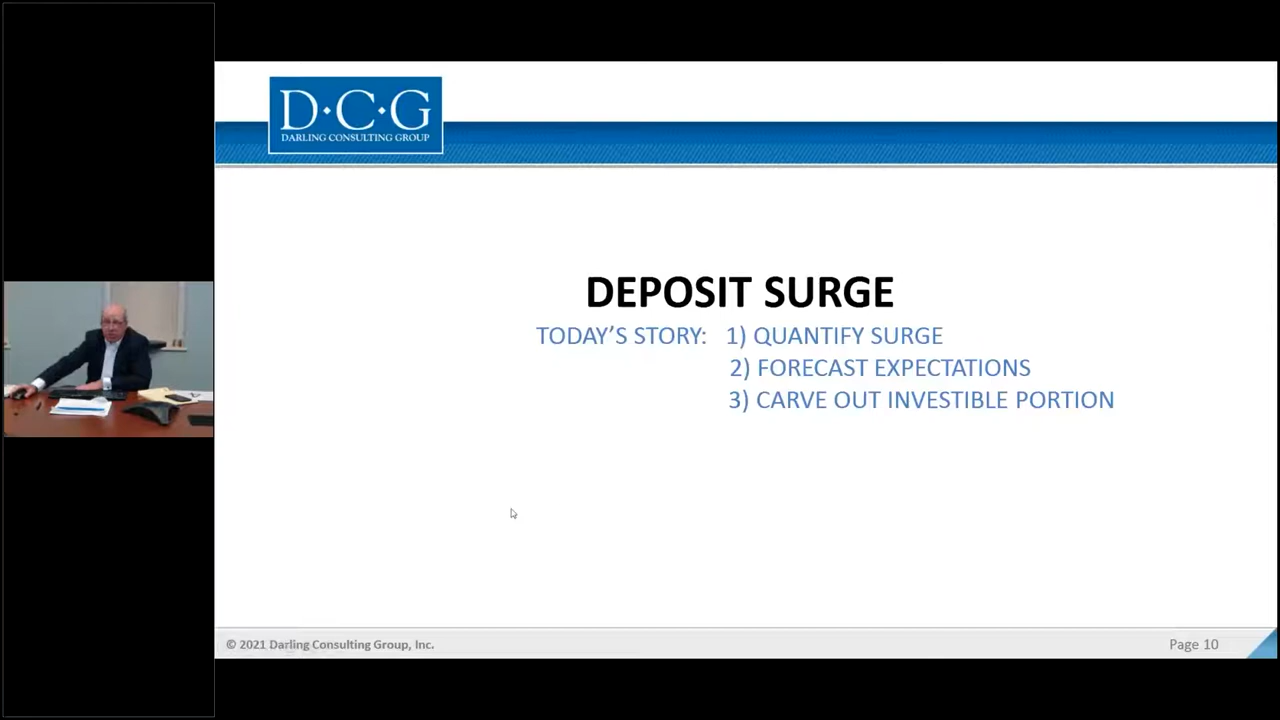 D·C·G
DARLING CONSULTING GROUP
DEPOSIT SURGE
TODAY'S STORY: 1) QUANTIFY SURGE
2) FORECAST EXPECTATIONS
3) CARVE OUT INVESTIBLE PORTION
© 2021 Darling Consulting Group, Inc.
Page 10